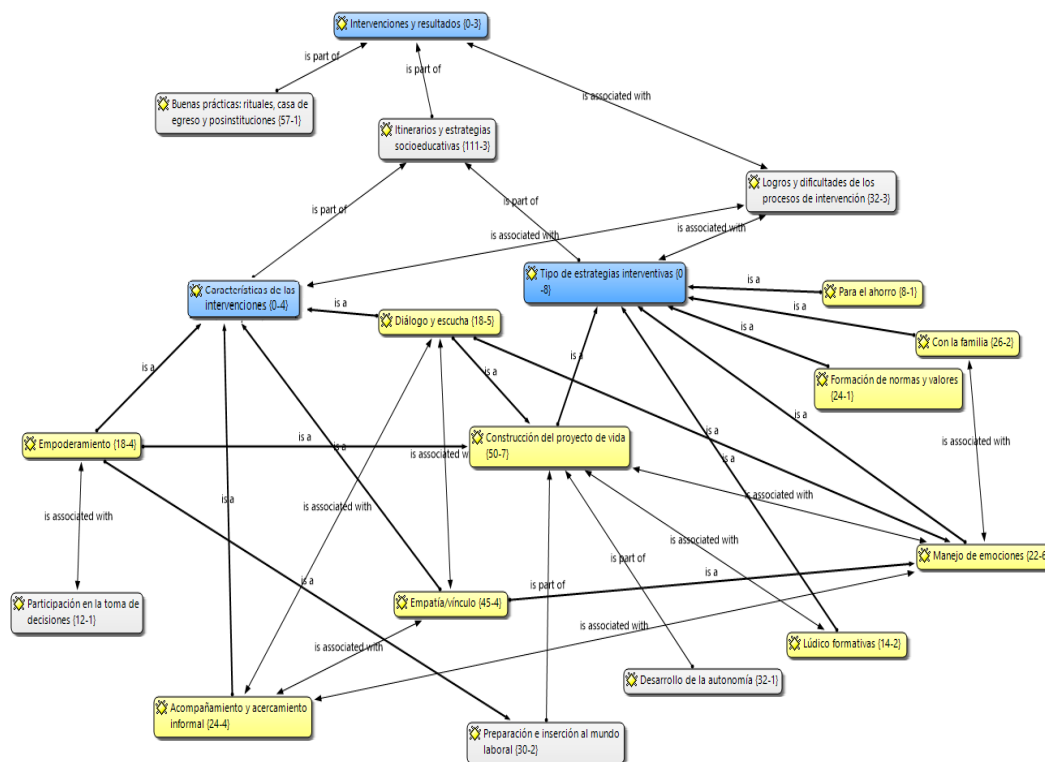 Intervenciones y resultados {0-3}
is part of
is part of
is associated with
Buenas prácticas: rituales, casa de
egreso y posinstituciones {57-1}
Itinerarios y estrategias
socioeducativas {111-3}
Logros y dificultades de los
procesos de intervención {32-3}
is part of
is part of
is associated with
is associated with
Características de las
intervenciones {0-4}
Tipo de estrategias interventivas {0
-8}
Para el ahorro {8-1}
is a
is a
is a
Diálogo y escucha {18-5}
is a
Con la familia {26-2}
is a
is a
is a
Formación de normas y valores
{24-1}
is a
Empoderamiento {18-4}
is a
is a
Construcción del proyecto de vida
{50-7}
is associated w
is a
is associated with
is a
is associated with
is associated with
is associated with
is associated with
is part of
Manejo de emociones {22-6
is a
is part of
is a
Participación en la toma de
decisiones {12-1}
Empatía/vínculo {45-4}
is associated with
Lúdico formativas {14-2}
Desarrollo de la autonomía {32-1}
Acompañamiento y acercamiento
informal {24-4}
Preparación e inserción al mundo
laboral {30-2}